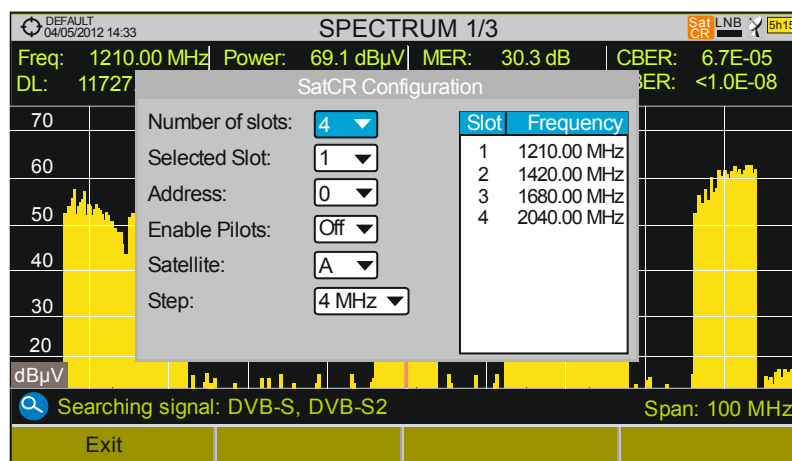 DEFAULT
04/05/2012 14:33
SPECTRUM 1/3
Sat CR
LNB
5h15
Freq: 1210.00 MHz Power: 69.1 dBµV MER: 30.3 dB CBER: 6.7E-05
DL: 11727. BER: <1.0E-08
SatCR Configuration
Number of slots: 4
Selected Slot: 1
Address: 0
Enable Pilots: Off
Satellite: A
Step: 4 MHz
Slot Frequency
1 1210.00 MHz
2 1420.00 MHz
3 1680.00 MHz
4 2040.00 MHz
70
60
50
40
30
20
dBµV
Searching signal: DVB-S, DVB-S2 Span: 100 MHz
Exit